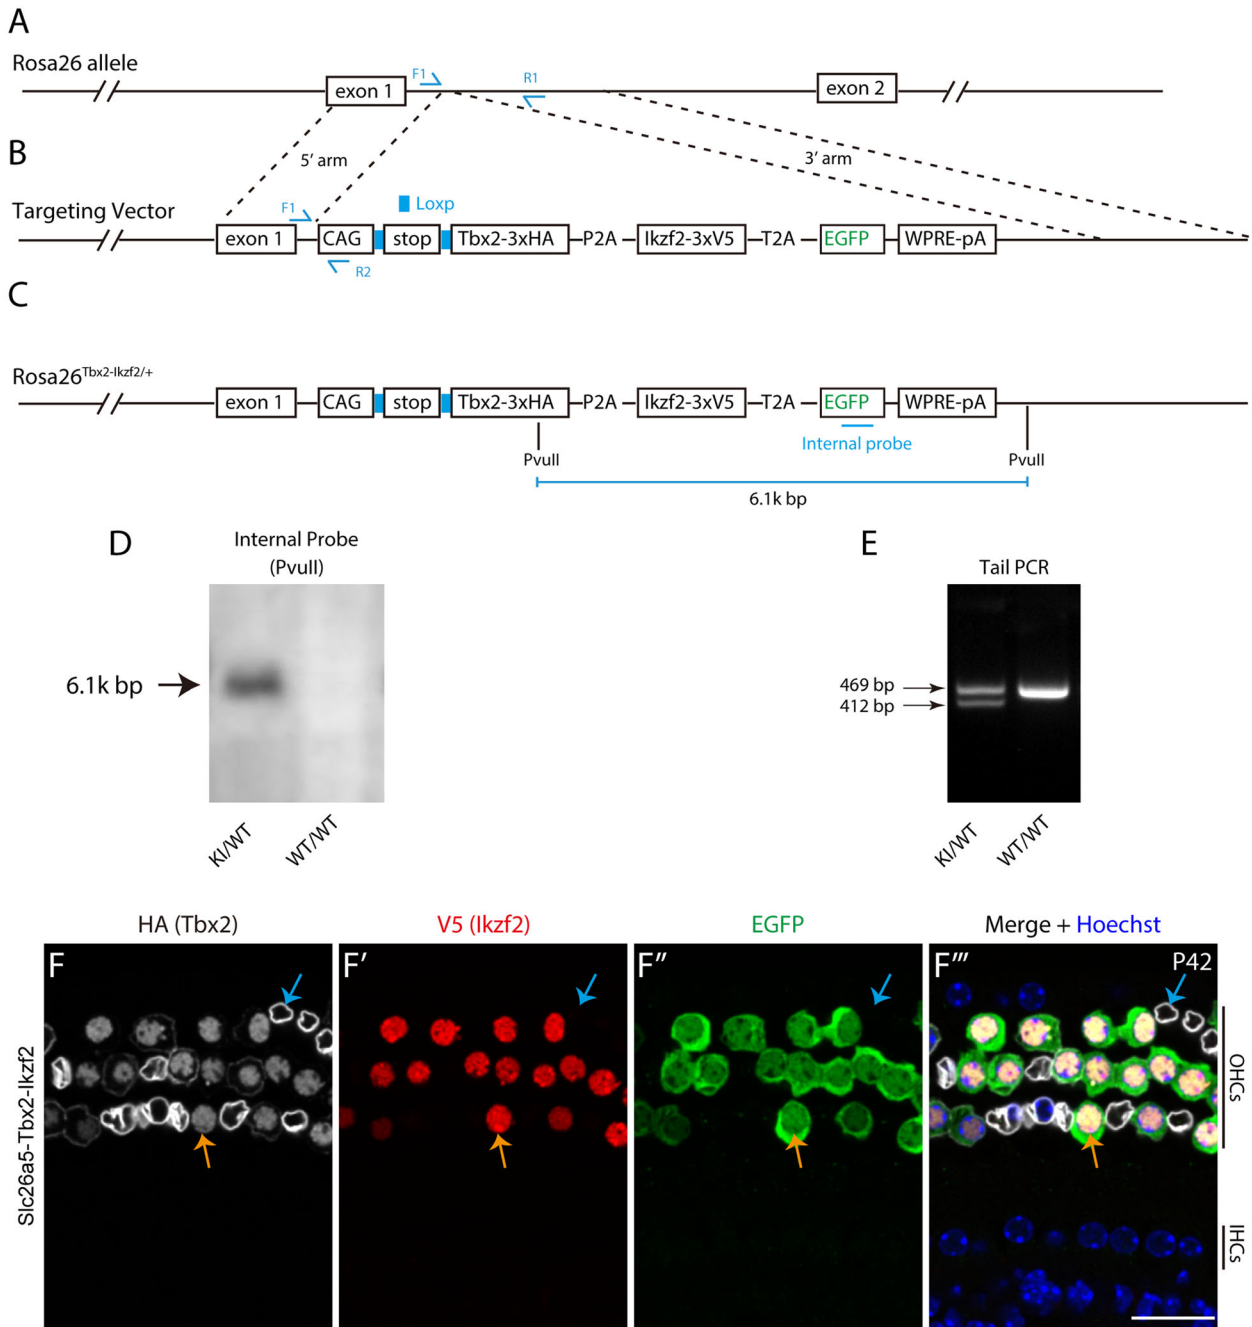 A
Rosa26 allele
exon 1
F1
R1
exon 2
B
5' arm
3' arm
Loxp
Targeting Vector
F1
exon 1
CAG
stop
Tbx2-3xHA
P2A
Ikzf2-3xV5
T2A
EGFP
WPRE-pA
R2
C
Rosa26Tbx2-Ikzf2/+
exon 1
CAG
stop
Tbx2-3xHA
P2A
Ikzf2-3xV5
T2A
EGFP
WPRE-pA
Internal probe
PvuII
PvuII
6.1k bp
D
Internal Probe
(PvuII)
6.1k bp
KI/WT
WT/WT
E
Tail PCR
469 bp
412 bp
KI/WT
WT/WT
HA (Tbx2)
V5 (Ikzf2)
EGFP
Merge + Hoechst
F
F'
F''
F'''
P42
Slc26a5-Tbx2-Ikzf2
OHCs
IHCs